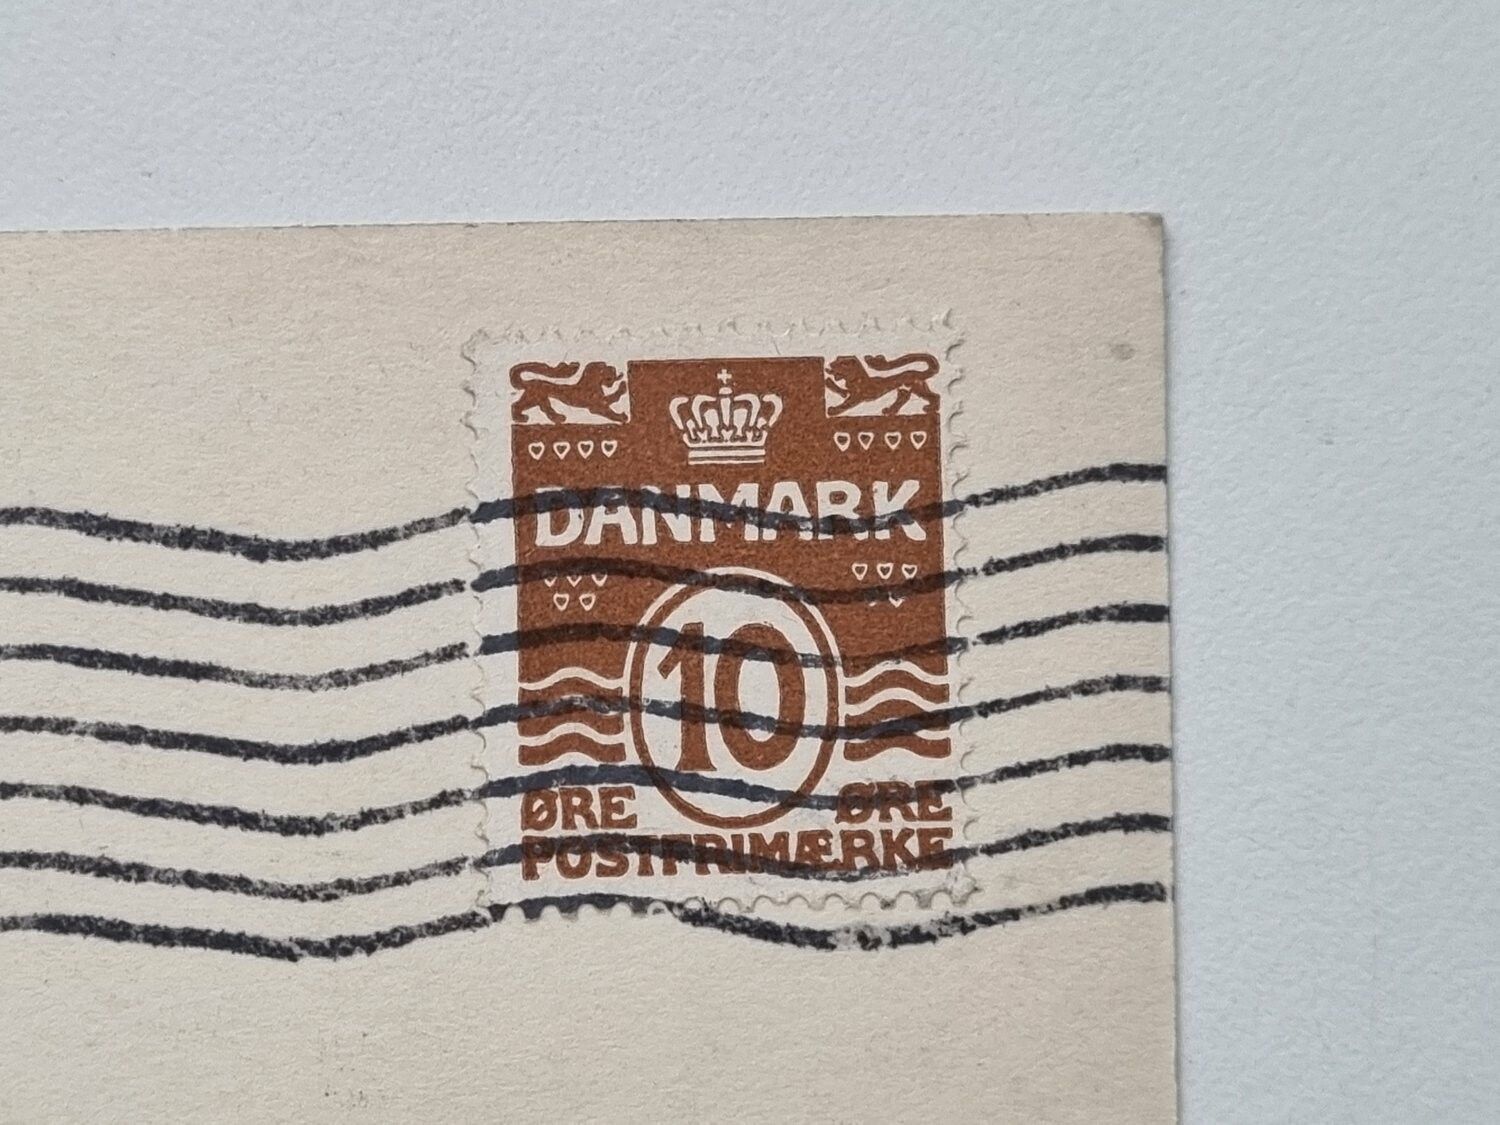 DANMARK
10
ØRE ØRE
POSTFRIMÆRKE